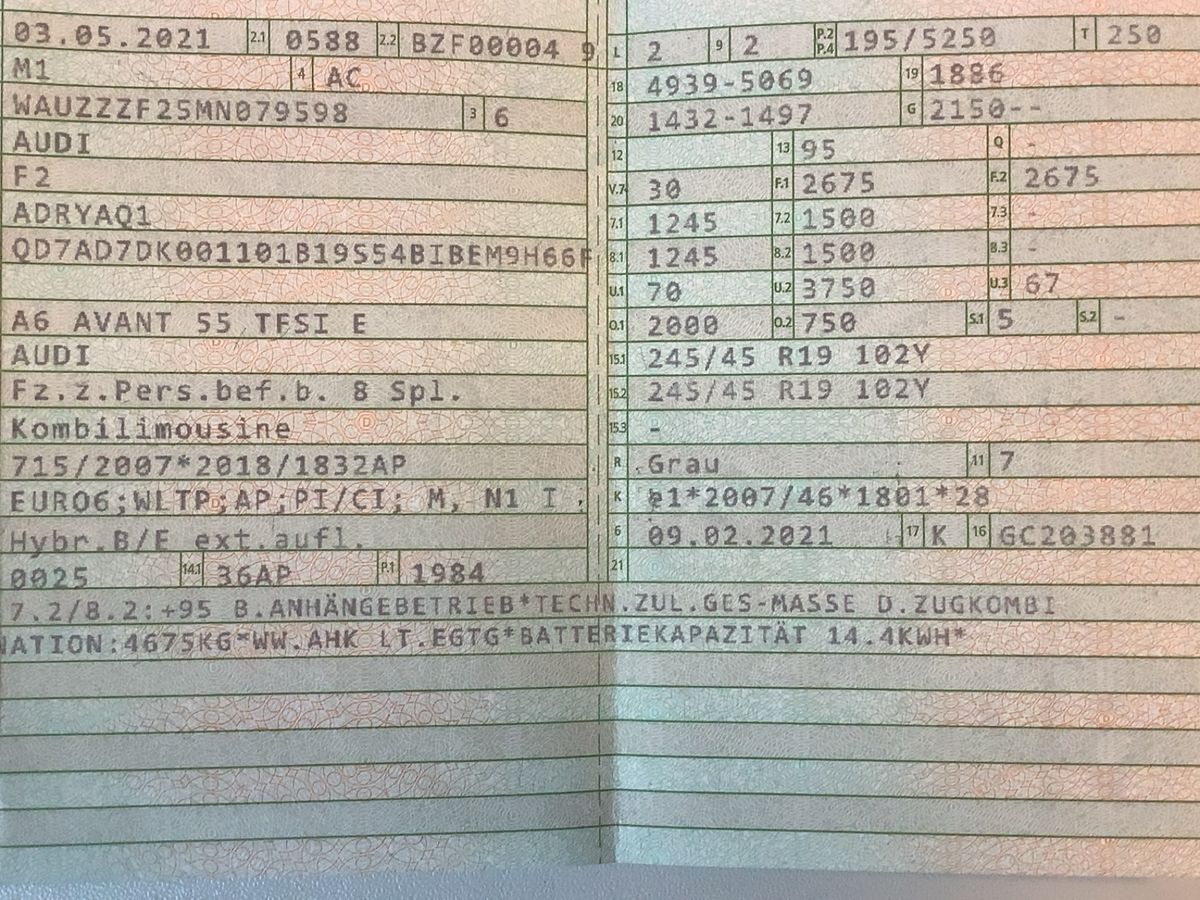 03.05.2021 2.1 0588 2.2 BZF00004 9
M1 4 AC
WAUZZZF25MN079598 3 6
AUDI
F2
ADRYAQ1
QD7AD7DK001101B19S54BIBEM9H66F
A6 AVANT 55 TFSI E
AUDI
Fz.z.Pers.bef.b. 8 Spl.
Kombilimousine
715/2007*2018/1832AP
EURO6;WLTP;AP;PI/CI; M, N1 I
Hybr.B/E ext.aufl.
0025 14.1 36AP P.1 1984
L 2 9 2 P.2 P.4 195/5250 T 250
18 4939-5069 19 1886
20 1432-1497 G 2150--
12 13 95 Q -
V.7 30 F.1 2675 F.2 2675
7.1 1245 7.2 1500 7.3 -
8.1 1245 8.2 1500 8.3 -
U.1 70 U.2 3750 U.3 67
O.1 2000 O.2 750 S.1 5 S.2 -
15.1 245/45 R19 102Y
15.2 245/45 R19 102Y
15.3 -
R Grau 11 7
K e1*2007/46*1801*28
6 09.02.2021 17 K 16 GC203881
21
7.2/8.2:+95 B.ANHÄNGEBETRIEB*TECHN.ZUL.GES-MASSE D.ZUGKOMBI
NATION:4675KG*WW.AHK LT.EGTG*BATTERIEKAPAZITÄT 14.4KWH*